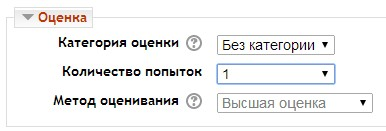 Оценка
Категория оценки ? Без категории
Количество попыток 1
Метод оценивания ? Высшая оценка